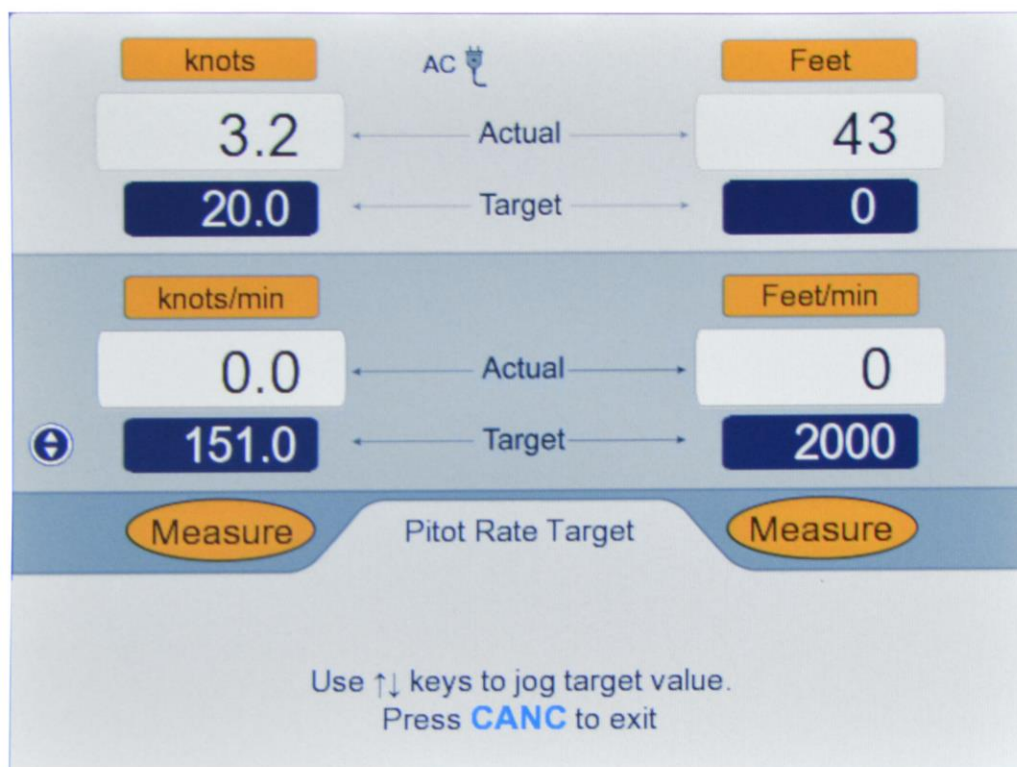 knots AC Feet
3.2 Actual 43
20.0 Target 0
knots/min Feet/min
0.0 Actual 0
151.0 Target 2000
Measure Pitot Rate Target Measure
Use ↑↓ keys to jog target value.
Press CANC to exit